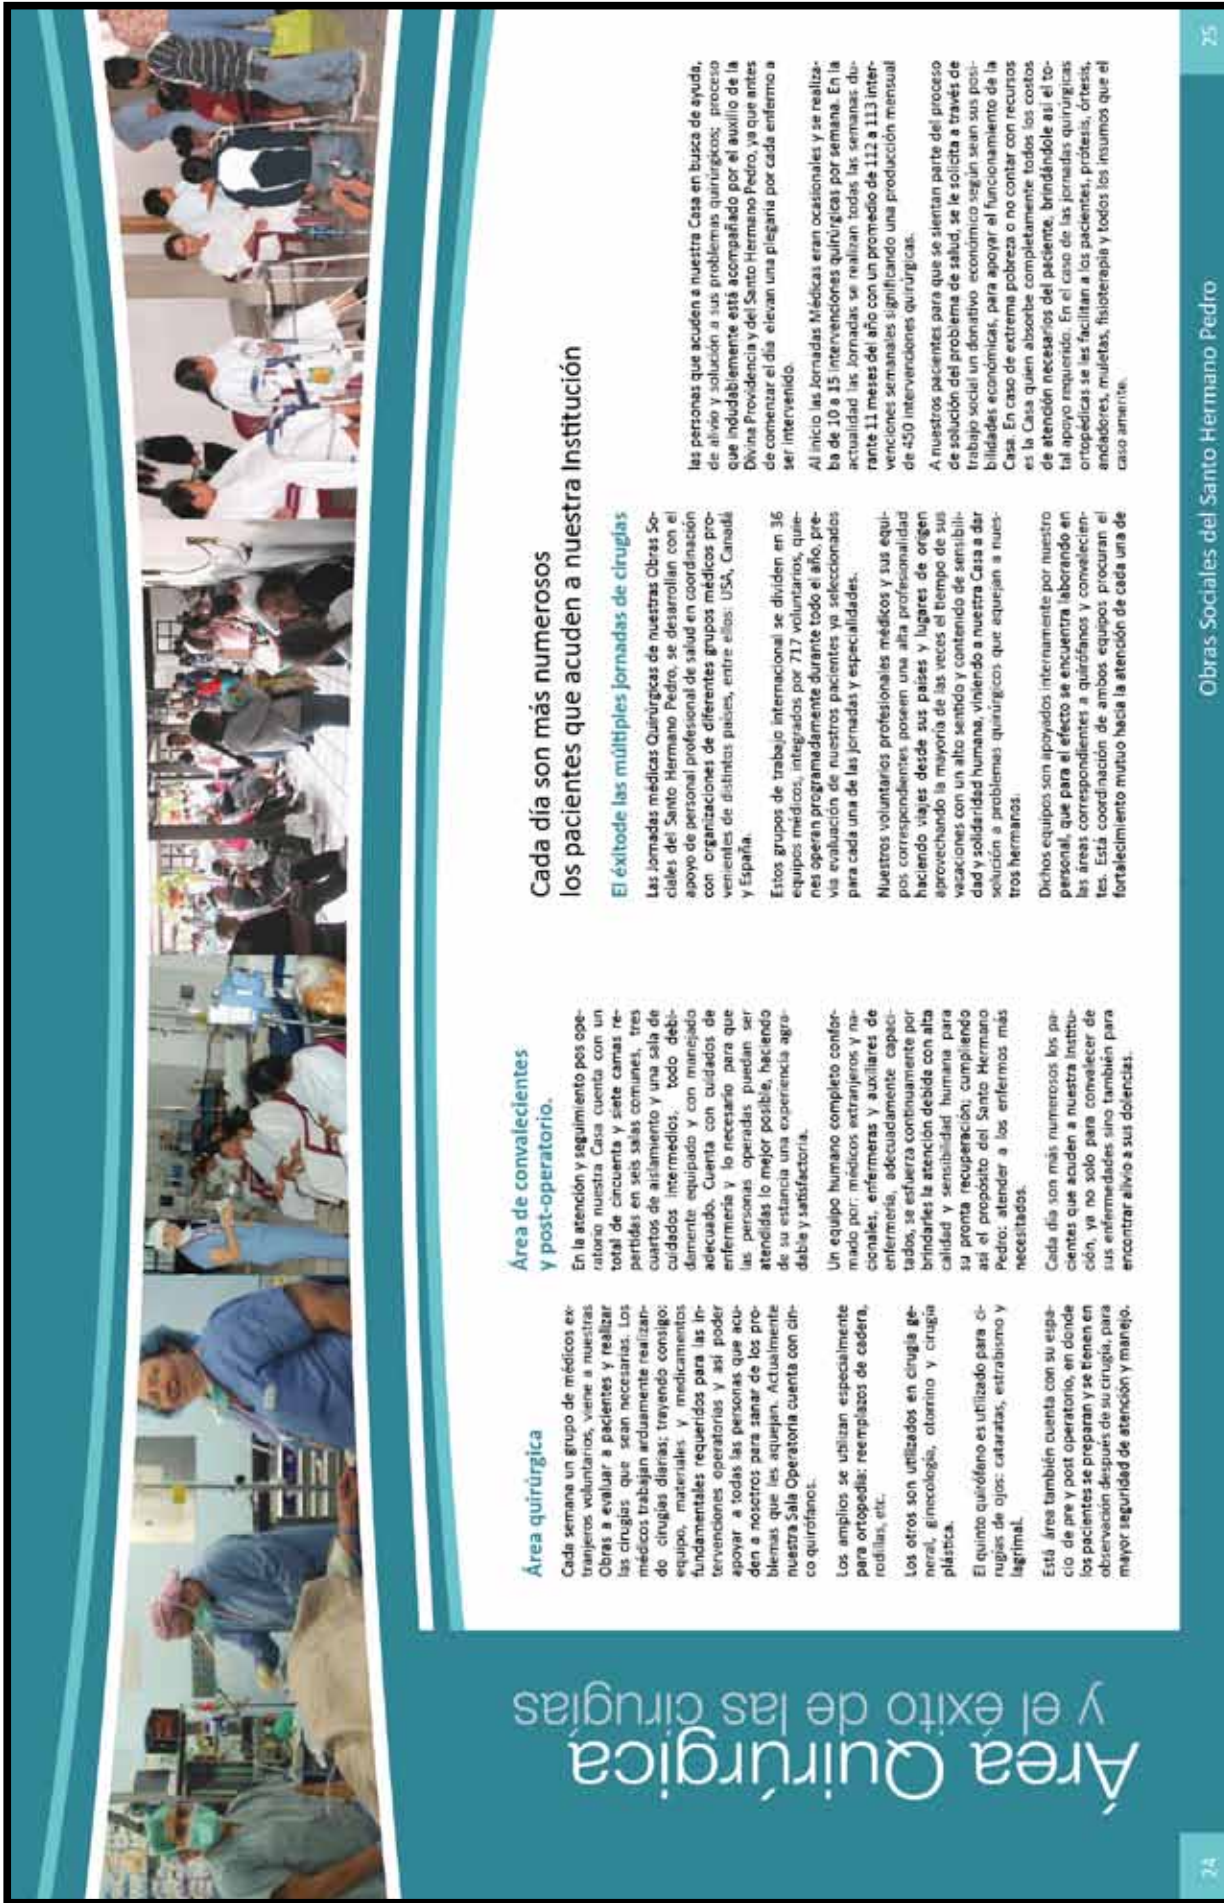 Área Quirúrgica
y el éxito de las cirugías
Área quirúrgica
Cada semana un grupo de médicos ex-
tranjeros voluntarios, viene a nuestras
Obras a evaluar a pacientes y realizar
las cirugías que sean necesarias. Los
médicos trabajan arduamente realizan-
do cirugías diarias; trayendo consigo:
equipo, materiales y medicamentos
fundamentales requeridos para las in-
tervenciones operatorias y así poder
apoyar a todas las personas que acu-
den a nosotros para sanar de los pro-
blemas que les aquejan. Actualmente
nuestra Sala Operatoria cuenta con cin-
co quirófanos.
Los amplios se utilizan especialmente
para ortopedia: reemplazos de cadera,
rodillas, etc.
Los otros son utilizados en cirugía ge-
neral, ginecología, otorrino y cirugía
plástica.
El quinto quirófano es utilizado para ci-
rugías de ojos: cataratas, estrabismo y
lagrimal.
Está área también cuenta con su espa-
cio de pre y post operatorio, en donde
los pacientes se preparan y se tienen en
observación después de su cirugía, para
mayor seguridad de atención y manejo.
Área de convalecientes
y post-operatorio.
En la atención y seguimiento pos ope-
ratorio nuestra Casa cuenta con un
total de circuenta y siete camas re-
partidas en seis salas comunes, tres
cuartos de aislamiento y una sala de
cuidados intermedios, todo debi-
damente equipado y con manejado
adecuado. Cuenta con cuidados de
enfermería y lo necesario para que
las personas operadas puedan ser
atendidas lo mejor posible, haciendo
de su estancia una experiencia agra-
dable y satisfactoria.
Un equipo humano completo confor-
mado por: médicos extranjeros y na-
cionales, enfermeras y auxiliares de
enfermería, adecuadamente capaci-
tados, se esfuerza continuamente por
brindarles la atención debida con alta
calidad y sensibilidad humana para
su pronta recuperación; cumpliendo
así el propósito del Santo Hermano
Pedro: atender a los enfermos más
necesitados.
Cada día son más numerosos los pa-
cientes que acuden a nuestra Institu-
ción, ya no solo para convalecer de
sus enfermedades sino también para
encontrar alivio a sus dolencias.
Cada día son más numerosos
los pacientes que acuden a nuestra Institución
El éxitode las múltiples jornadas de cirugías
Las Jornadas médicas Quirúrgicas de nuestras Obras So-
ciales del Santo Hermano Pedro, se desarrollan con el
apoyo de personal profesional de salud en coordinación
con organizaciones de diferentes grupos médicos pro-
venientes de distintos países, entre ellos: USA, Canadá
y España.
Estos grupos de trabajo internacional se dividen en 36
equipos médicos, integrados por 717 voluntarios, quie-
nes operan programadamente durante todo el año, pre-
via evaluación de nuestros pacientes ya seleccionados
para cada una de las jornadas y especialidades.
Nuestros voluntarios profesionales médicos y sus equi-
pos correspondientes poseen una alta profesionalidad
haciendo viajes desde sus países y lugares de origen
aprovechando la mayoría de las veces el tiempo de sus
vacaciones con un alto sentido y contenido de sensibili-
dad y solidaridad humana, viniendo a nuestra Casa a dar
solución a problemas quirúrgicos que aquejan a nues-
tros hermanos.
Dichos equipos son apoyados internamente por nuestro
personal, que para el efecto se encuentra laborando en
las áreas correspondientes a quirófanos y convalecien-
tes. Está coordinación de ambos equipos procuran el
fortalecimiento mutuo hacia la atención de cada una de
las personas que acuden a nuestra Casa en busca de ayuda,
de alivio y solución a sus problemas quirúrgicos; proceso
que indudablemente está acompañado por el auxilio de la
Divina Providencia y del Santo Hermano Pedro, ya que antes
de comenzar el día elevan una plegaria por cada enfermo a
ser intervenido.
Al inicio las Jornadas Médicas eran ocasionales y se realiza-
ba de 10 a 15 intervenciones quirúrgicas por semana. En la
actualidad las Jornadas se realizan todas las semanas du-
rante 11 meses del año con un promedio de 112 a 113 inter-
venciones semanales significando una producción mensual
de 450 intervenciones quirúrgicas.
A nuestros pacientes para que se sientan parte del proceso
de solución del problema de salud, se le solicita a través de
trabajo social un donativo económico según sean sus posi-
bilidades económicas, para apoyar el funcionamiento de la
Casa. En caso de extrema pobreza o no contar con recursos
es la Casa quien absorbe completamente todos los costos
de atención necesarios del paciente, brindándole así el to-
tal apoyo requerido. En el caso de las jornadas quirúrgicas
ortopédicas se les facilitan a los pacientes, prótesis, órtesis,
andadores, muletas, fisioterapia y todos los insumos que el
caso amerite.
24
Obras Sociales del Santo Hermano Pedro
25